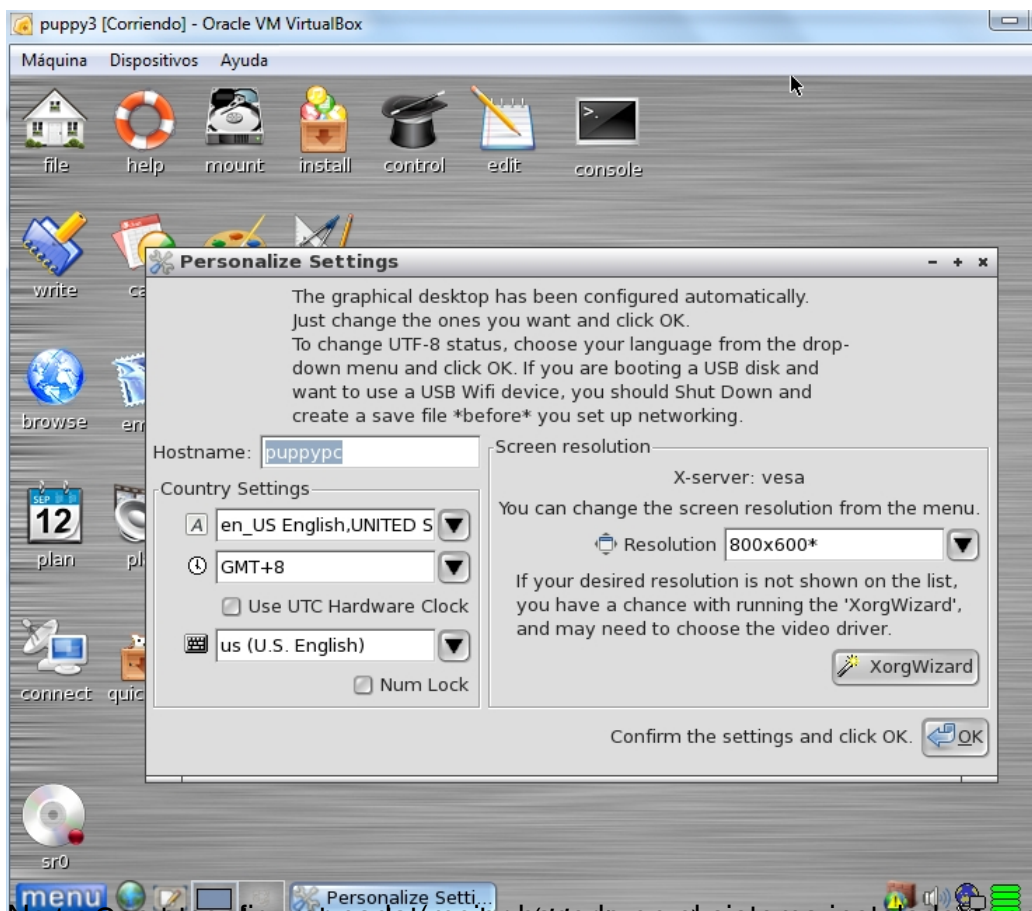 puppy3 [Corriendo] - Oracle VM VirtualBox
Máquina Dispositivos Ayuda
file help mount install control edit console
write
browse
plan
connect
sr0
Personalize Settings
The graphical desktop has been configured automatically.
Just change the ones you want and click OK.
To change UTF-8 status, choose your language from the drop-
down menu and click OK. If you are booting a USB disk and
want to use a USB Wifi device, you should Shut Down and
create a save file *before* you set up networking.
Hostname: puppypc
Country Settings
en_US English,UNITED S
GMT+8
Use UTC Hardware Clock
us (U.S. English)
Num Lock
Screen resolution
X-server: vesa
You can change the screen resolution from the menu.
Resolution 800x600*
If your desired resolution is not shown on the list,
you have a chance with running the 'XorgWizard',
and may need to choose the video driver.
XorgWizard
Confirm the settings and click OK. OK
SEP
12
menu Personalize Setti...